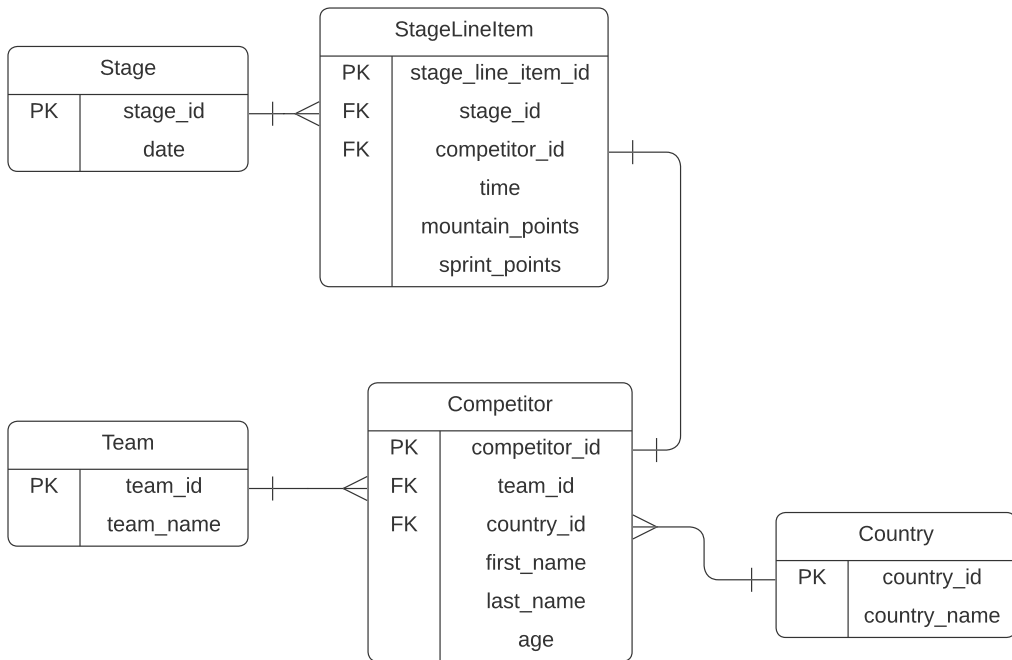 StageLineItem
PK stage_line_item_id
FK stage_id
FK competitor_id
time
mountain_points
sprint_points
Stage
PK stage_id
date
Competitor
PK competitor_id
FK team_id
FK country_id
first_name
last_name
age
Team
PK team_id
team_name
Country
PK country_id
country_name